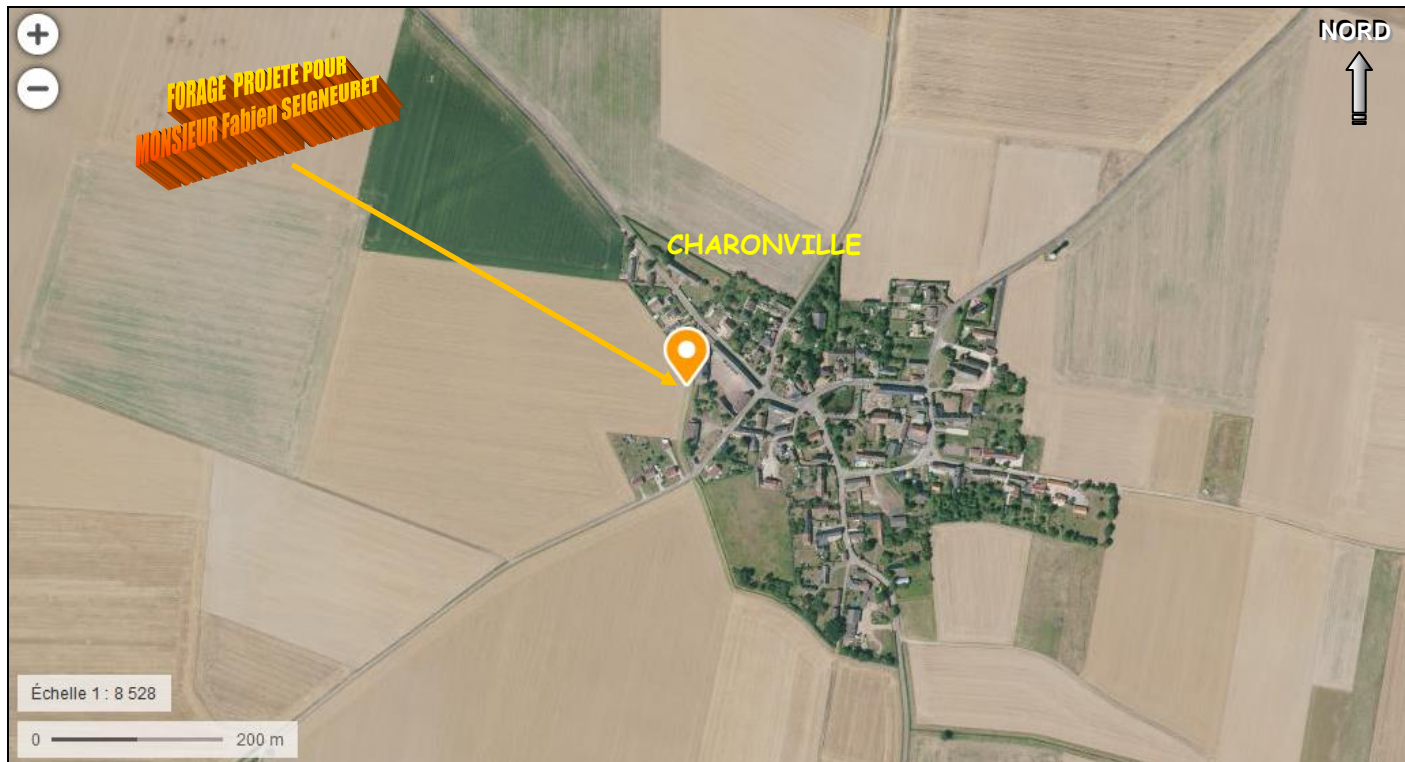 NORD
FORAGE PROJETE POUR
MONSIEUR Fabien SEIGNEURET
CHARONVILLE
Échelle 1 : 8 528
0 200 m